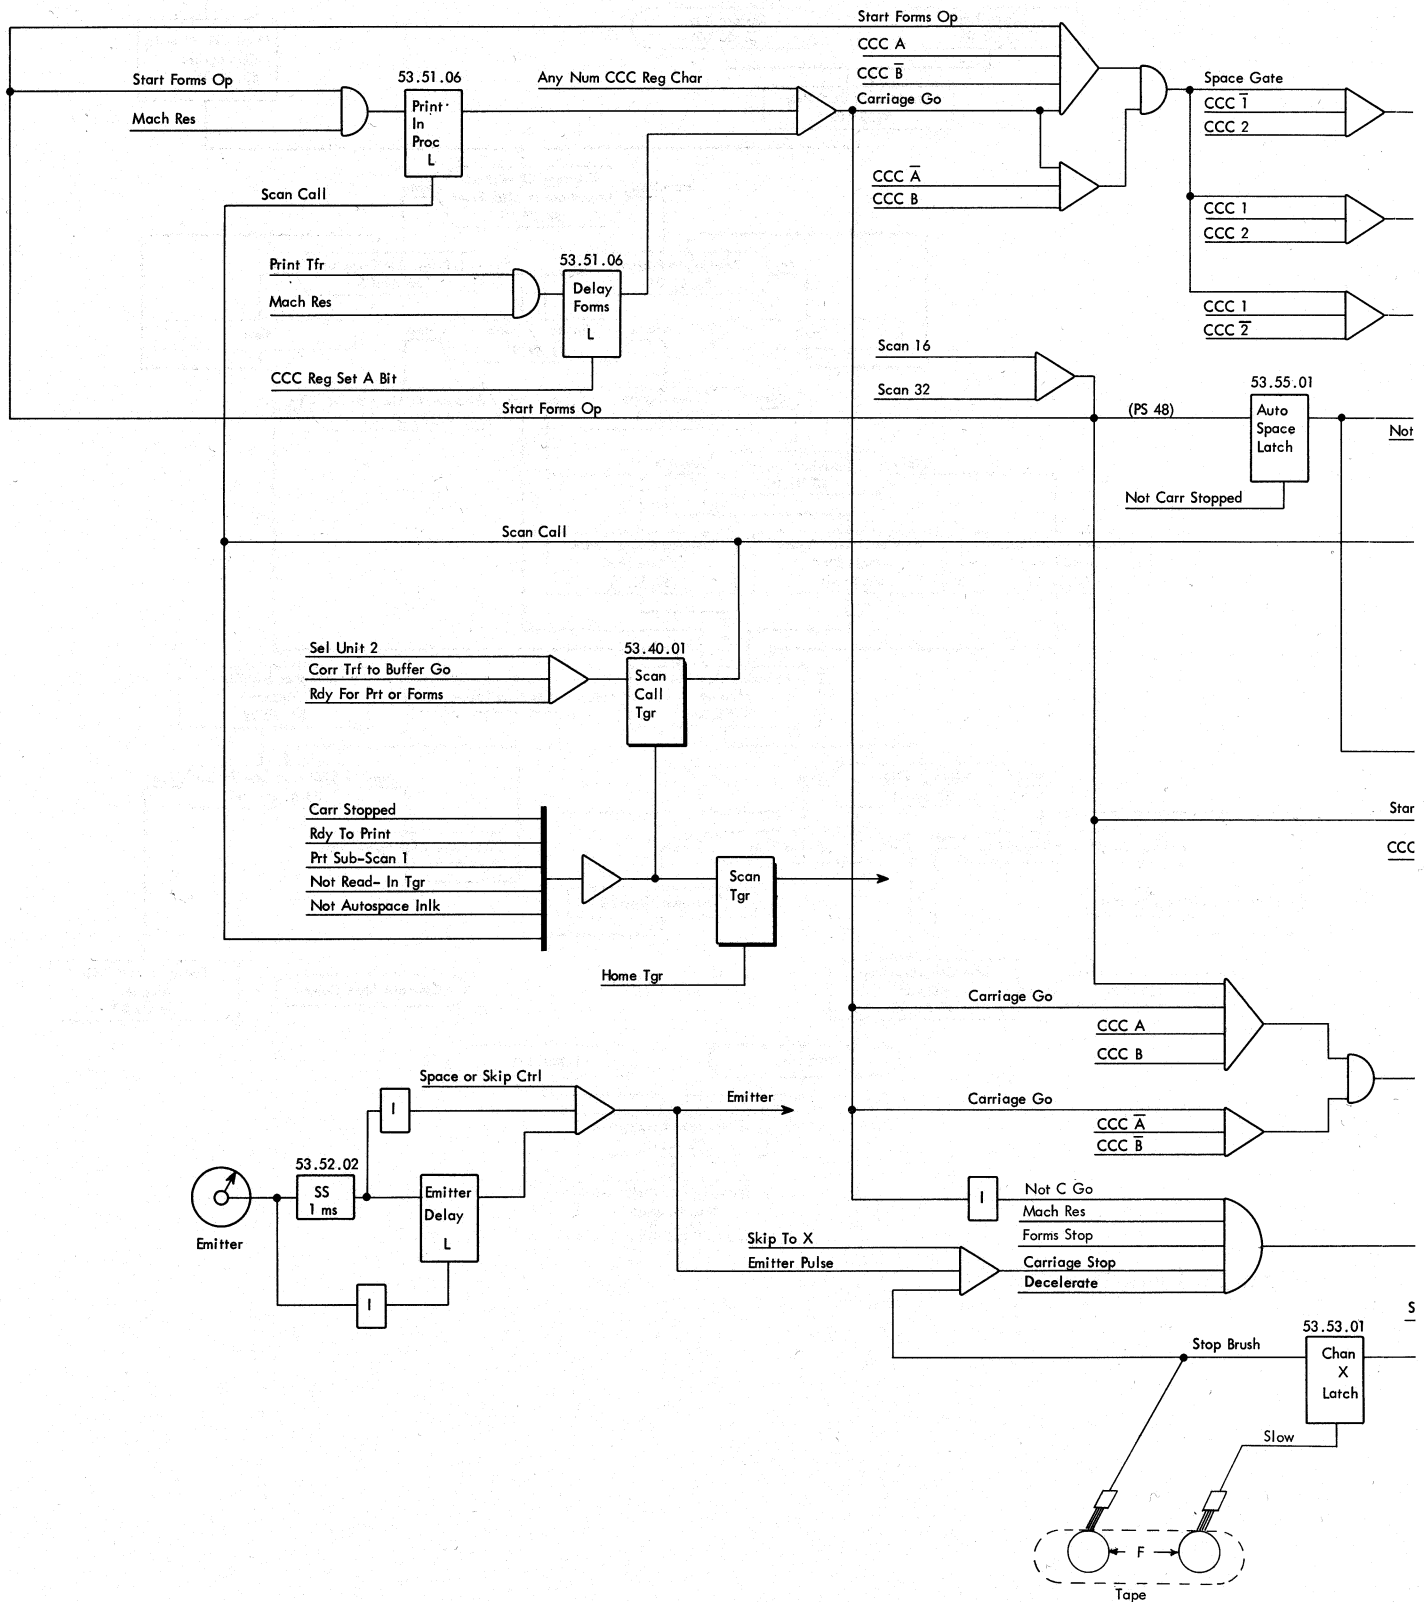 Start Forms Op
CCC A
CCC B̅
Carriage Go
Start Forms Op
Mach Res
53.51.06
Print
In
Proc
L
Any Num CCC Reg Char
Space Gate
CCC 1̅
CCC 2
Scan Call
CCC A̅
CCC B
CCC 1
CCC 2
Print Tfr
Mach Res
53.51.06
Delay
Forms
L
CCC Reg Set A Bit
CCC 1
CCC 2̅
Scan 16
Scan 32
Start Forms Op
(PS 48)
53.55.01
Auto
Space
Latch
Not
Not Carr Stopped
Scan Call
Sel Unit 2
Corr Trf to Buffer Go
Rdy For Prt or Forms
53.40.01
Scan
Call
Tgr
Carr Stopped
Rdy To Print
Prt Sub-Scan 1
Not Read- In Tgr
Not Autospace Inlk
Scan
Tgr
Home Tgr
Star
CCC
Carriage Go
CCC A
CCC B
Space or Skip Ctrl
I
Emitter
Carriage Go
CCC A̅
CCC B̅
53.52.02
SS
1 ms
Emitter
Delay
L
Emitter
I
I
Not C Go
Mach Res
Forms Stop
Carriage Stop
Decelerate
Skip To X
Emitter Pulse
S
Stop Brush
53.53.01
Chan
X
Latch
Slow
F
Tape